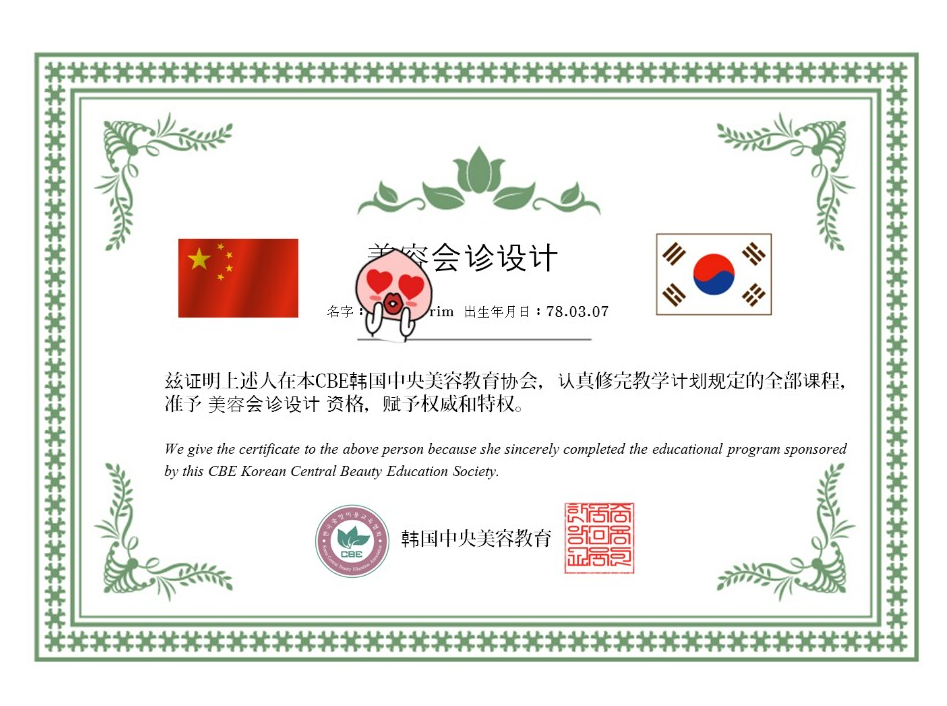 美容会诊设计
名字： rim 出生年月日：78.03.07
兹证明上述人在本CBE韩国中央美容教育协会，认真修完教学计划规定的全部课程，
准予 美容会诊设计 资格，赋予权威和特权。
We give the certificate to the above person because she sincerely completed the educational program sponsored
by this CBE Korean Central Beauty Education Society.
CBE
韩国中央美容教育